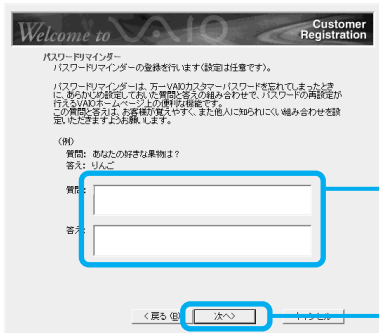 Welcome to VAIO
Customer
Registration
パスワードリマインダー
パスワードリマインダーの登録を行います(設定は任意です)。
パスワードリマインダーは、万一VAIOカスタマーパスワードを忘れてしまったとき
に、あらかじめ設定しておいた質問と答えの組み合わせで、パスワードの再設定が
行えるVAIOホームページ上の便利な機能です。
この質問と答えは、お客様が覚えやすく、また他人に知られにくい組み合わせを設
定いただきますようお願いします。
(例)
質問: あなたの好きな果物は?
答え: りんご
質問:
答え:
<戻る(B)
次へ>
キャンセル